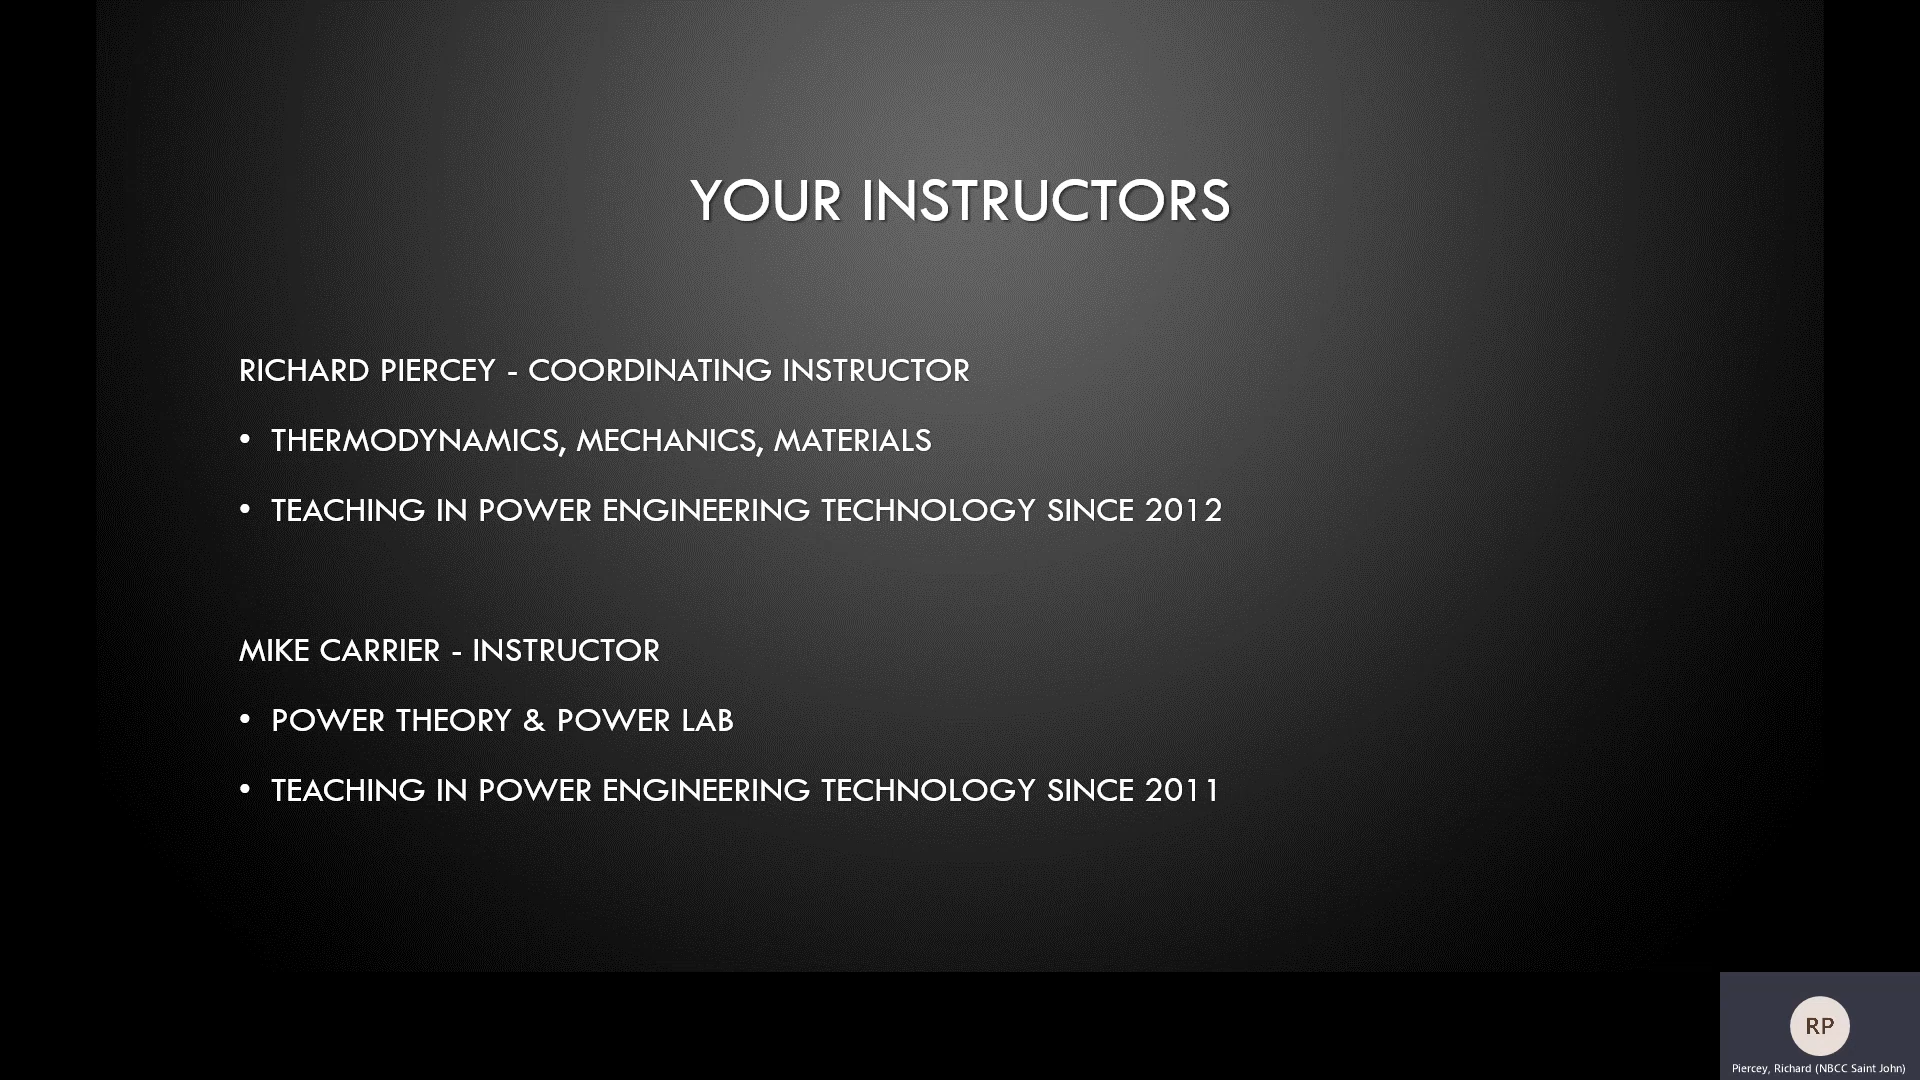 YOUR INSTRUCTORS
RICHARD PIERCEY - COORDINATING INSTRUCTOR
• THERMODYNAMICS, MECHANICS, MATERIALS
• TEACHING IN POWER ENGINEERING TECHNOLOGY SINCE 2012
MIKE CARRIER - INSTRUCTOR
• POWER THEORY & POWER LAB
• TEACHING IN POWER ENGINEERING TECHNOLOGY SINCE 2011
RP
Piercey, Richard (NBCC Saint John)